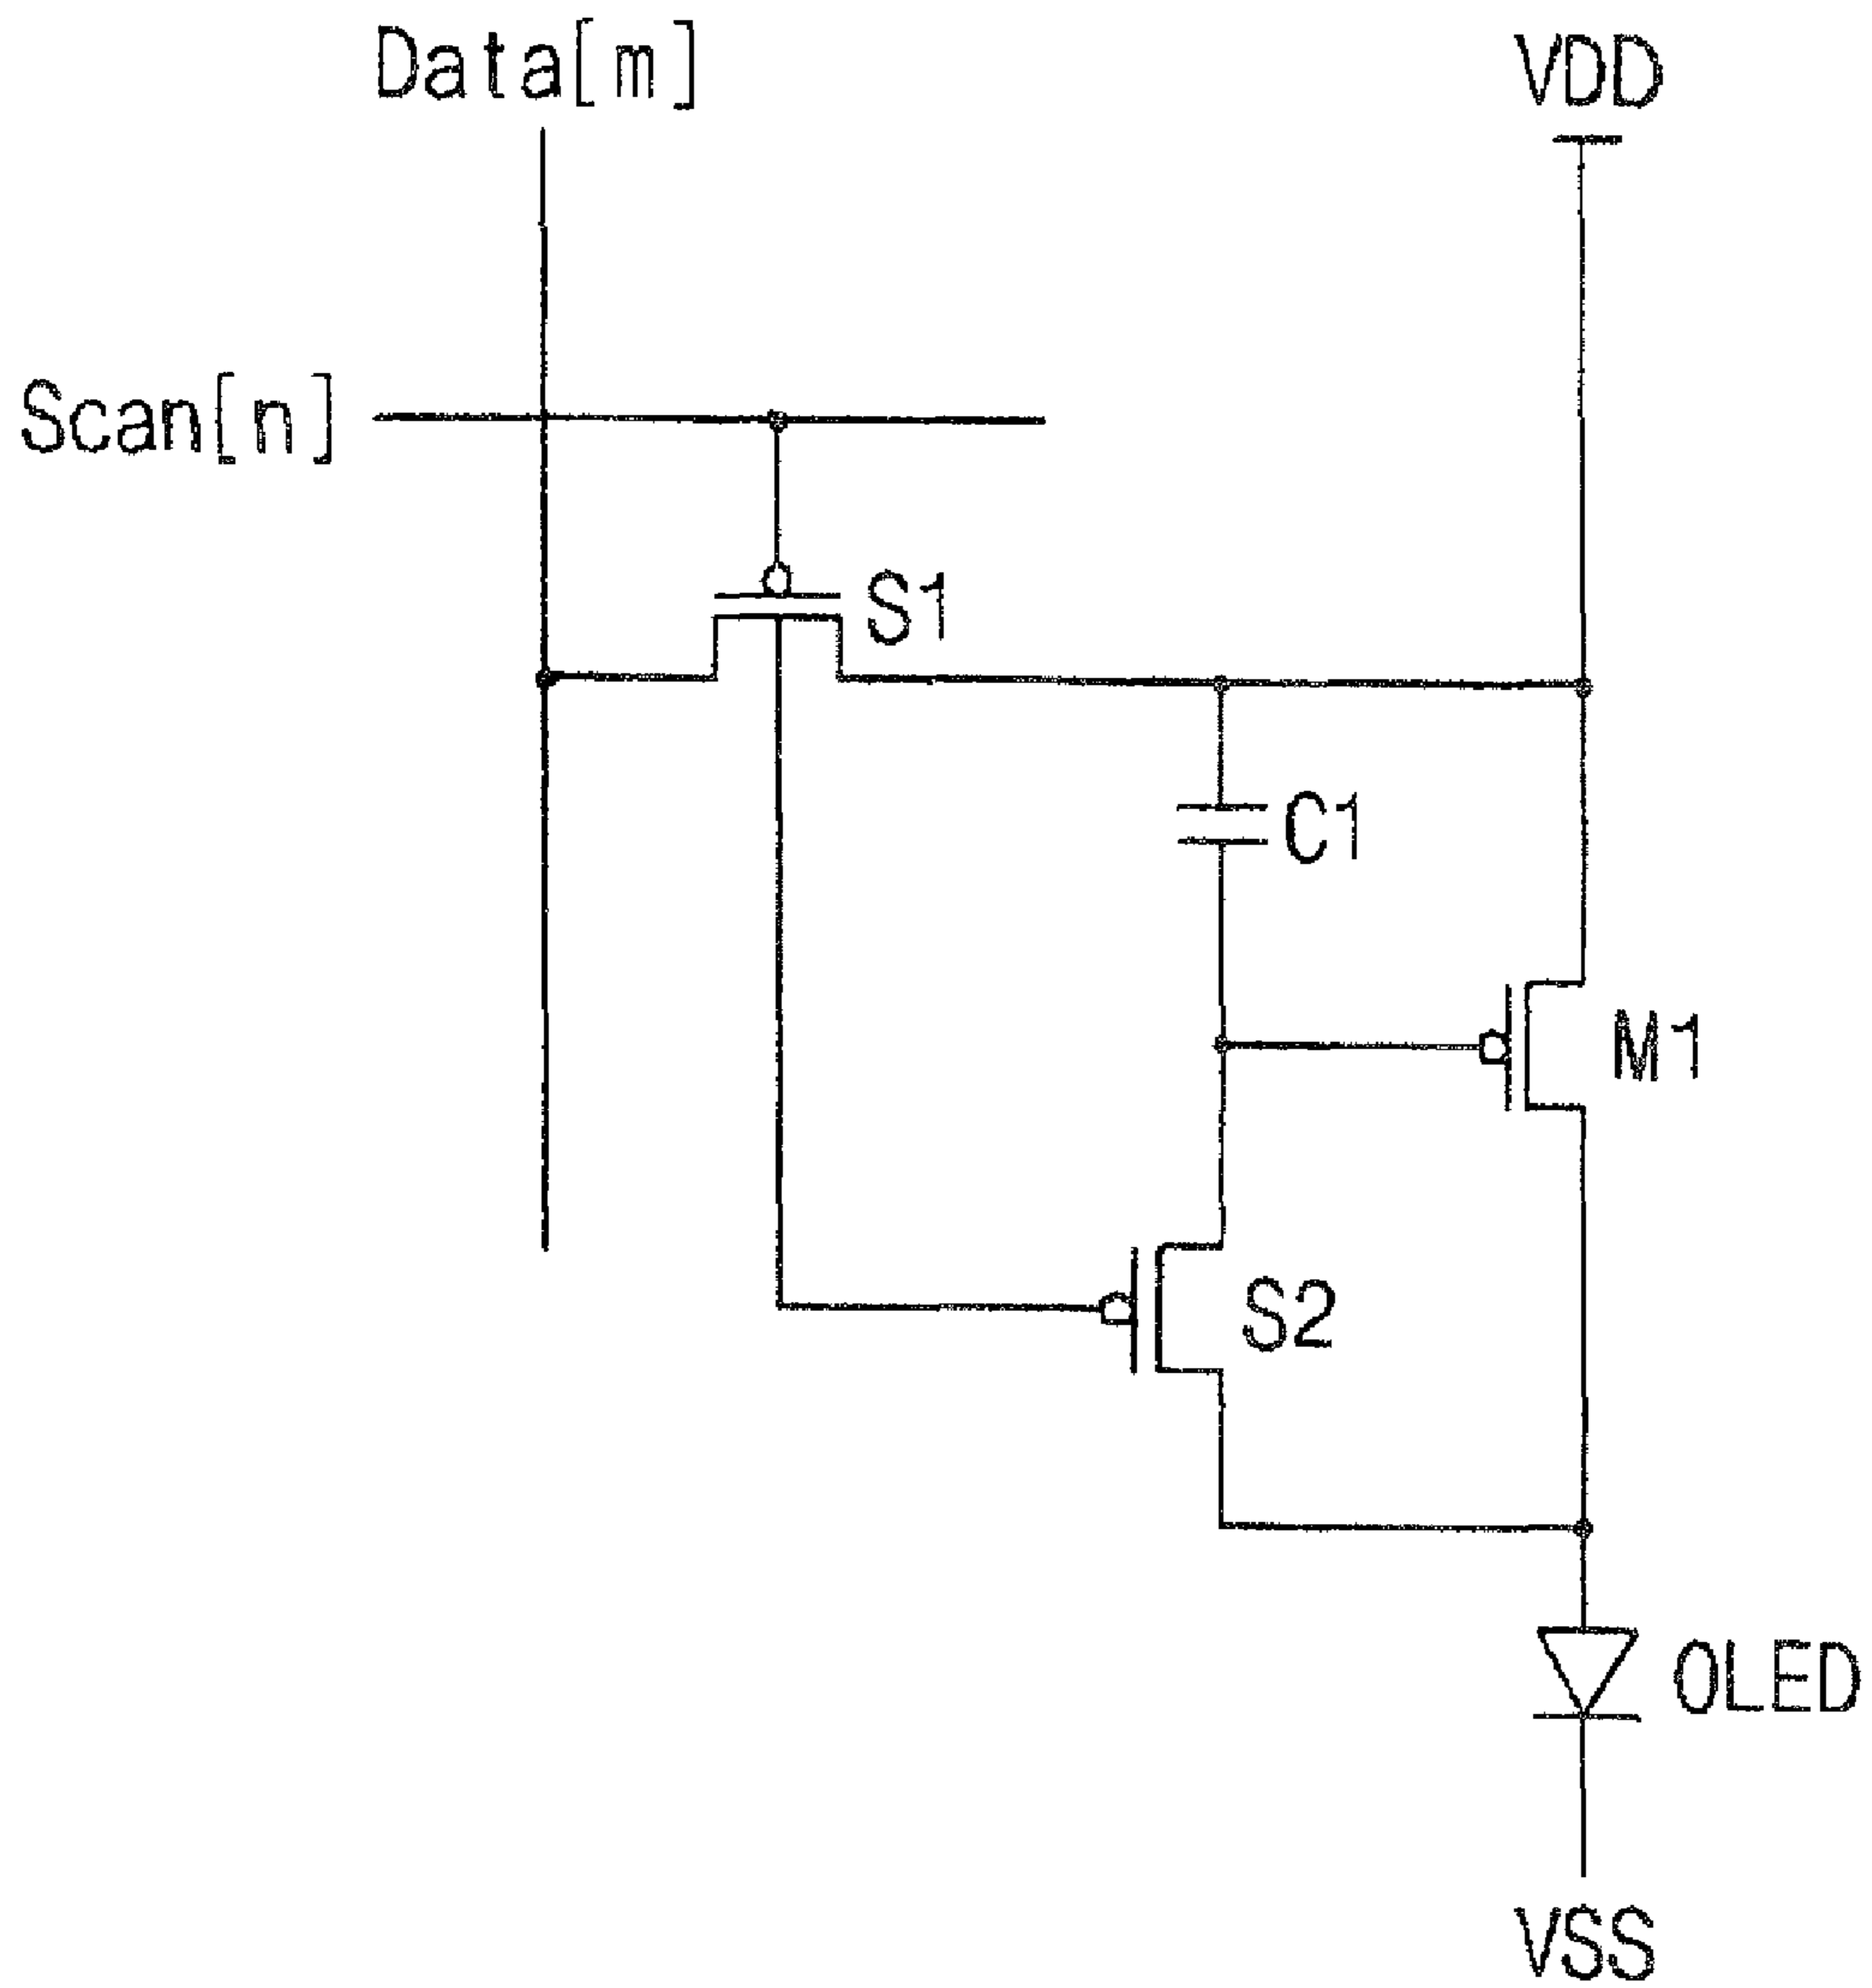 Data[m]
VDD
Scan[n]
S1
C1
M1
S2
OLED
VSS